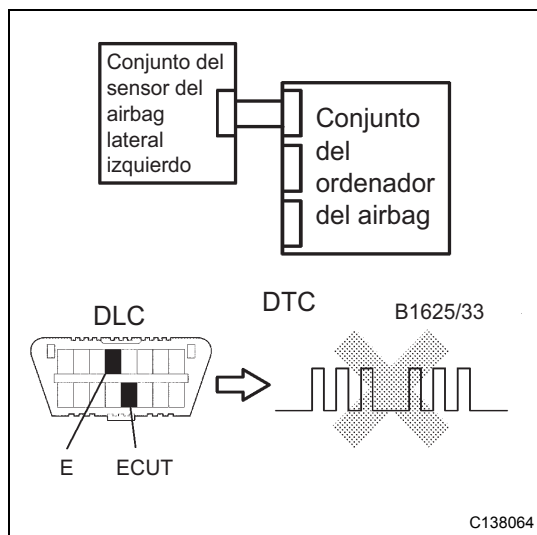 Conjunto del
sensor del
airbag
lateral
izquierdo
Conjunto
del
ordenador
del airbag
DLC
DTC
B1625/33
E
ECUT
C138064